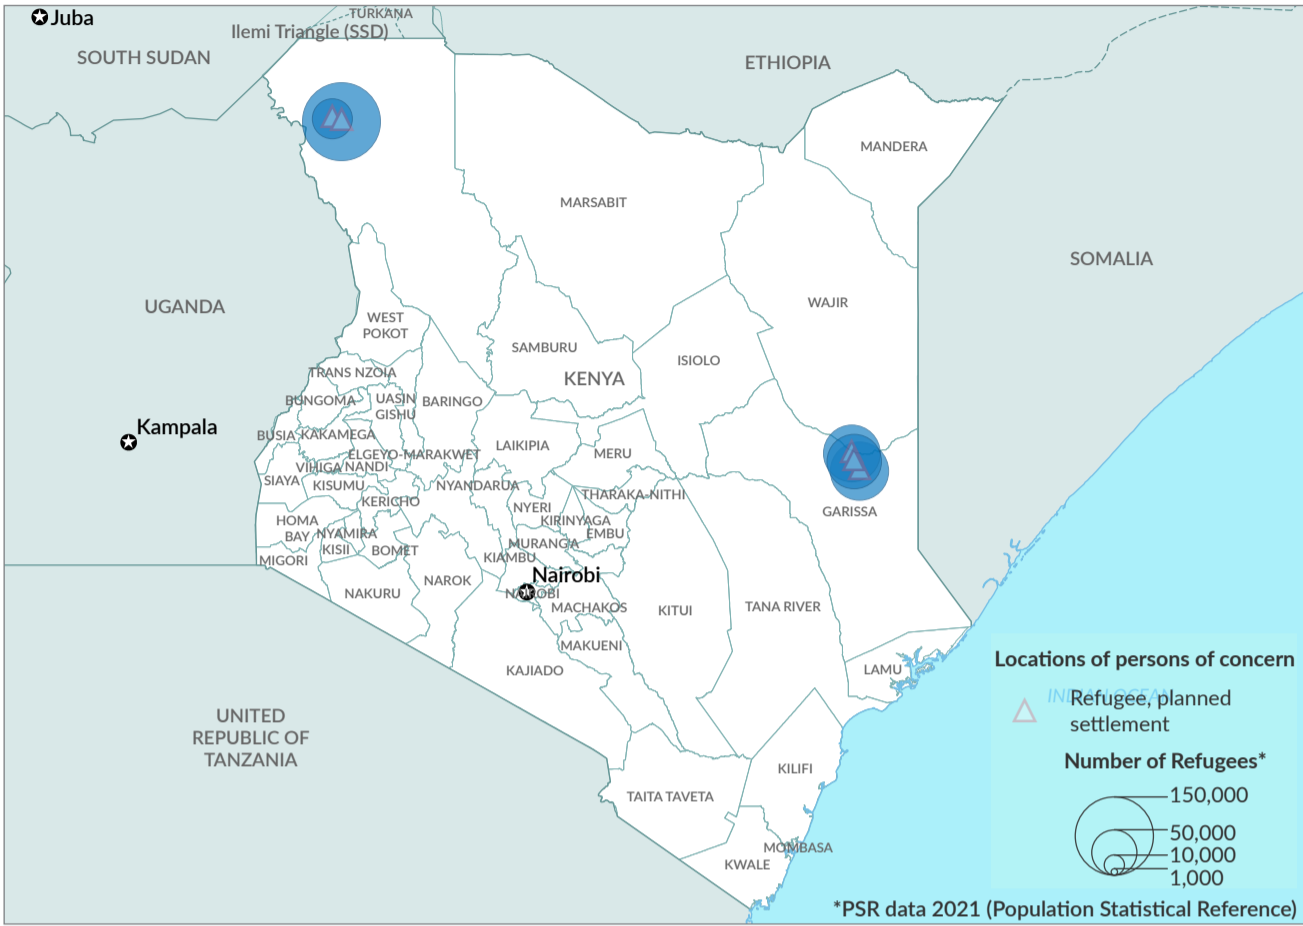 Juba
TURKANA
Ilemi Triangle (SSD)
SOUTH SUDAN
ETHIOPIA
MANDERA
MARSABIT
SOMALIA
UGANDA
WAJIR
WEST
POKOT
SAMBURU
ISIOLO
TRANS NZOIA
KENYA
BUNGOMA
UASIN
GISHU
BARINGO
Kampala
BUSIA
KAKAMEGA
LAIKIPIA
ELGEYO-MARAKWET
MERU
VIHIGA
NANDI
SIAYA
KISUMU
NYANDARUA
THARAKA-NITHI
KERICHO
NYERI
GARISSA
HOMA
BAY
KIRINYAGA
NYAMIRA
EMBU
KISII
BOMET
MURANG'A
MIGORI
KIAMBU
Nairobi
NAROK
NAKURU
NAIROBI
MACHAKOS
KITUI
TANA RIVER
MAKUENI
KAJIADO
LAMU
UNITED
REPUBLIC OF
TANZANIA
KILIFI
TAITA TAVETA
MOMBASA
KWALE
Locations of persons of concern
INDIAN OCEAN
Refugee, planned
settlement
Number of Refugees*
150,000
50,000
10,000
1,000
*PSR data 2021 (Population Statistical Reference)